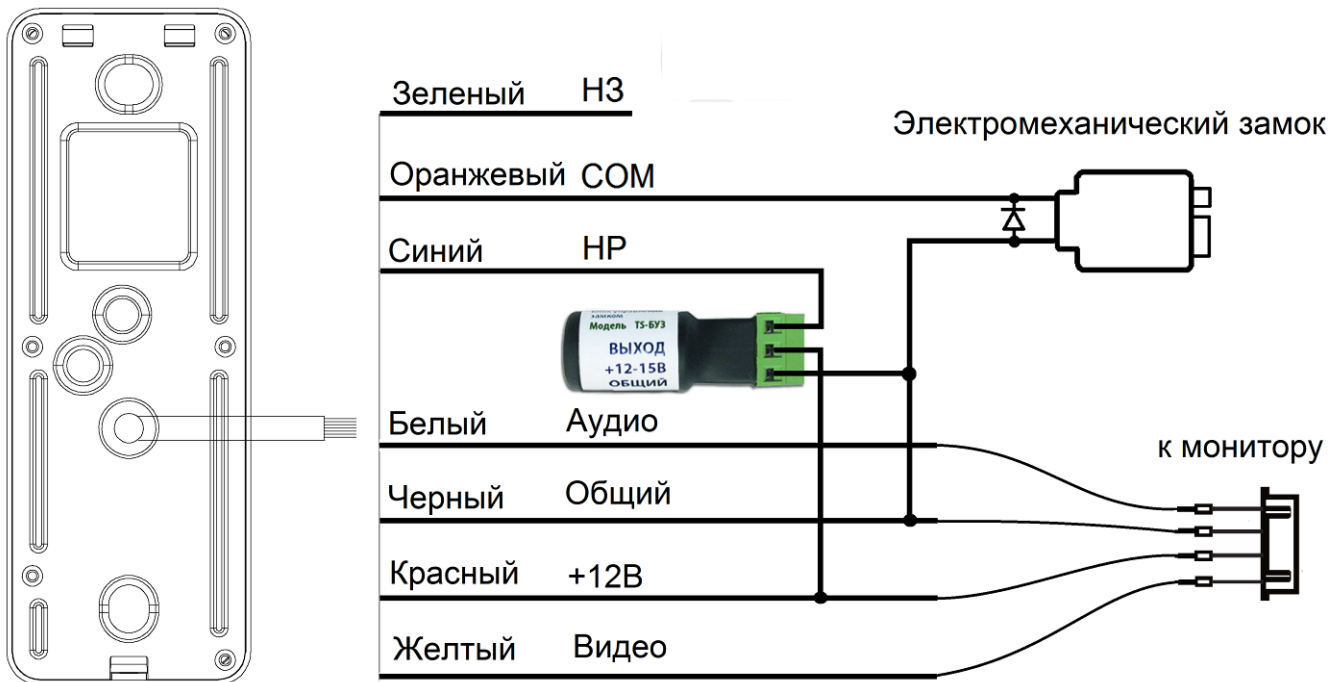 Зеленый НЗ
Электромеханический замок
Оранжевый COM
Синий НР
замком
Модель TS-БУЗ
ВЫХОД
+12-15В
ОБЩИЙ
Белый Аудио
к монитору
Черный Общий
Красный +12В
Желтый Видео